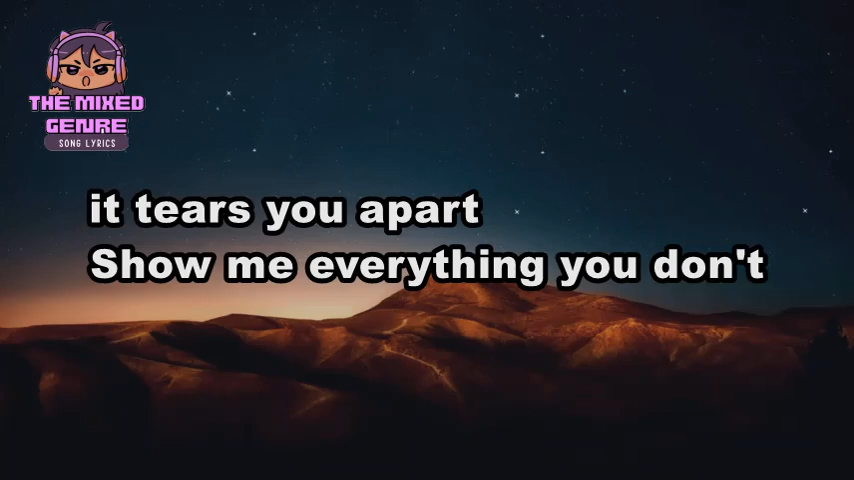 THE MIXED
GENRE
SONG LYRICS
it tears you apart
Show me everything you don't